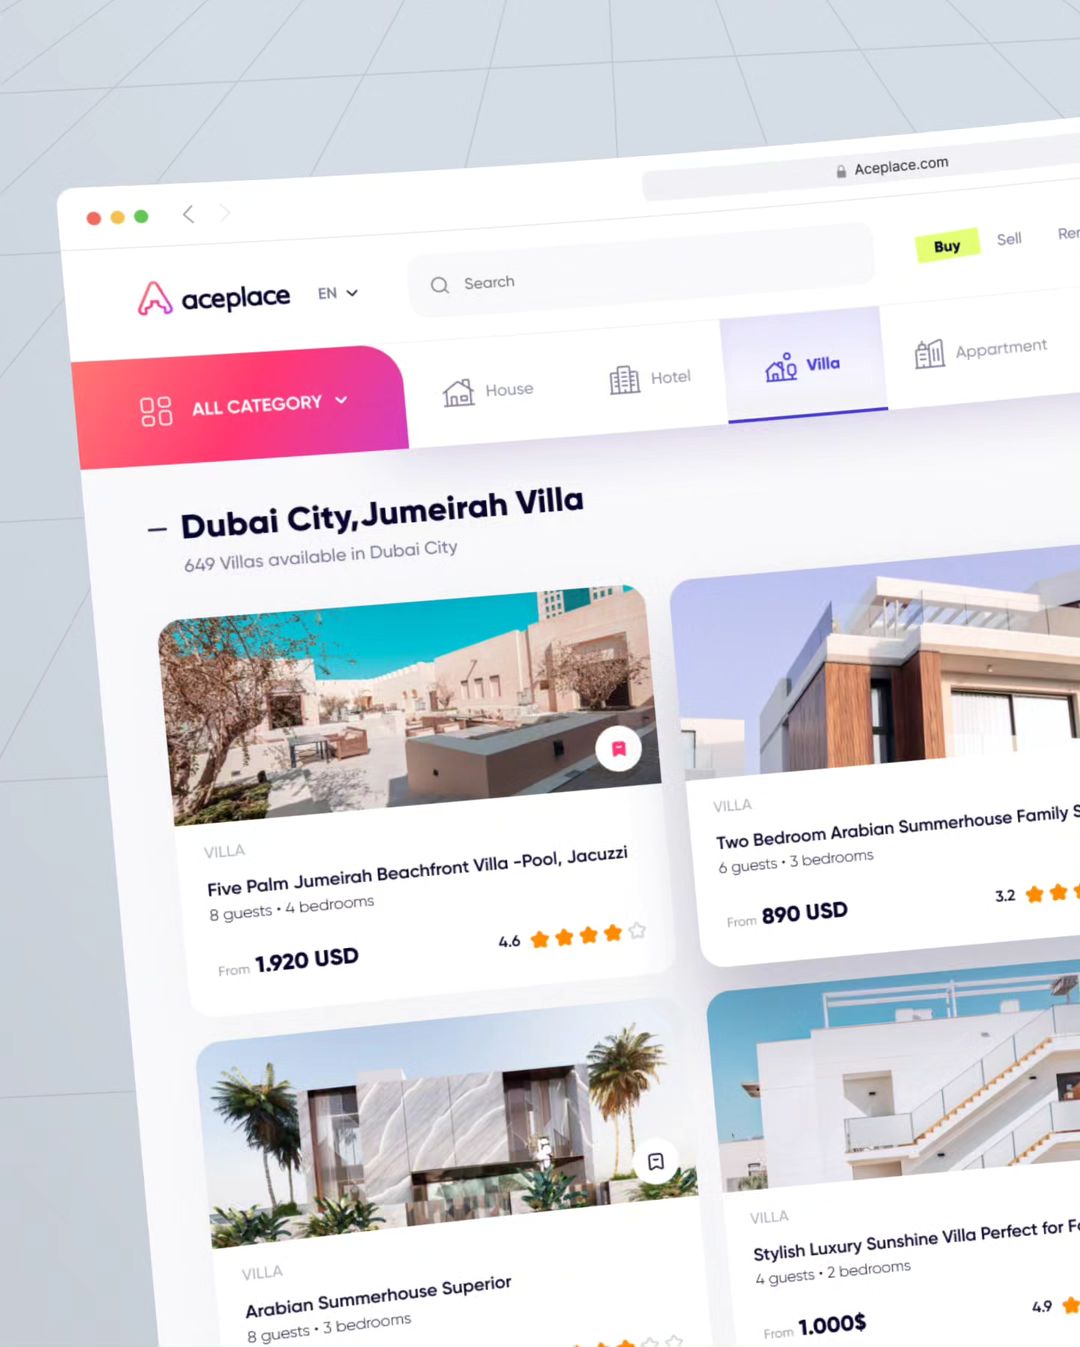 Aceplace.com
aceplace
EN
Search
Buy
Sell
ALL CATEGORY
House
Hotel
Villa
Appartment
Dubai City,Jumeirah Villa
649 Villas available in Dubai City
VILLA
Five Palm Jumeirah Beachfront Villa -Pool, Jacuzzi
8 guests • 4 bedrooms
From 1.920 USD
4.6
VILLA
Two Bedroom Arabian Summerhouse Family
6 guests • 3 bedrooms
From 890 USD
3.2
VILLA
Arabian Summerhouse Superior
8 guests • 3 bedrooms
VILLA
Stylish Luxury Sunshine Villa Perfect for
4 guests • 2 bedrooms
From 1.000$
4.9